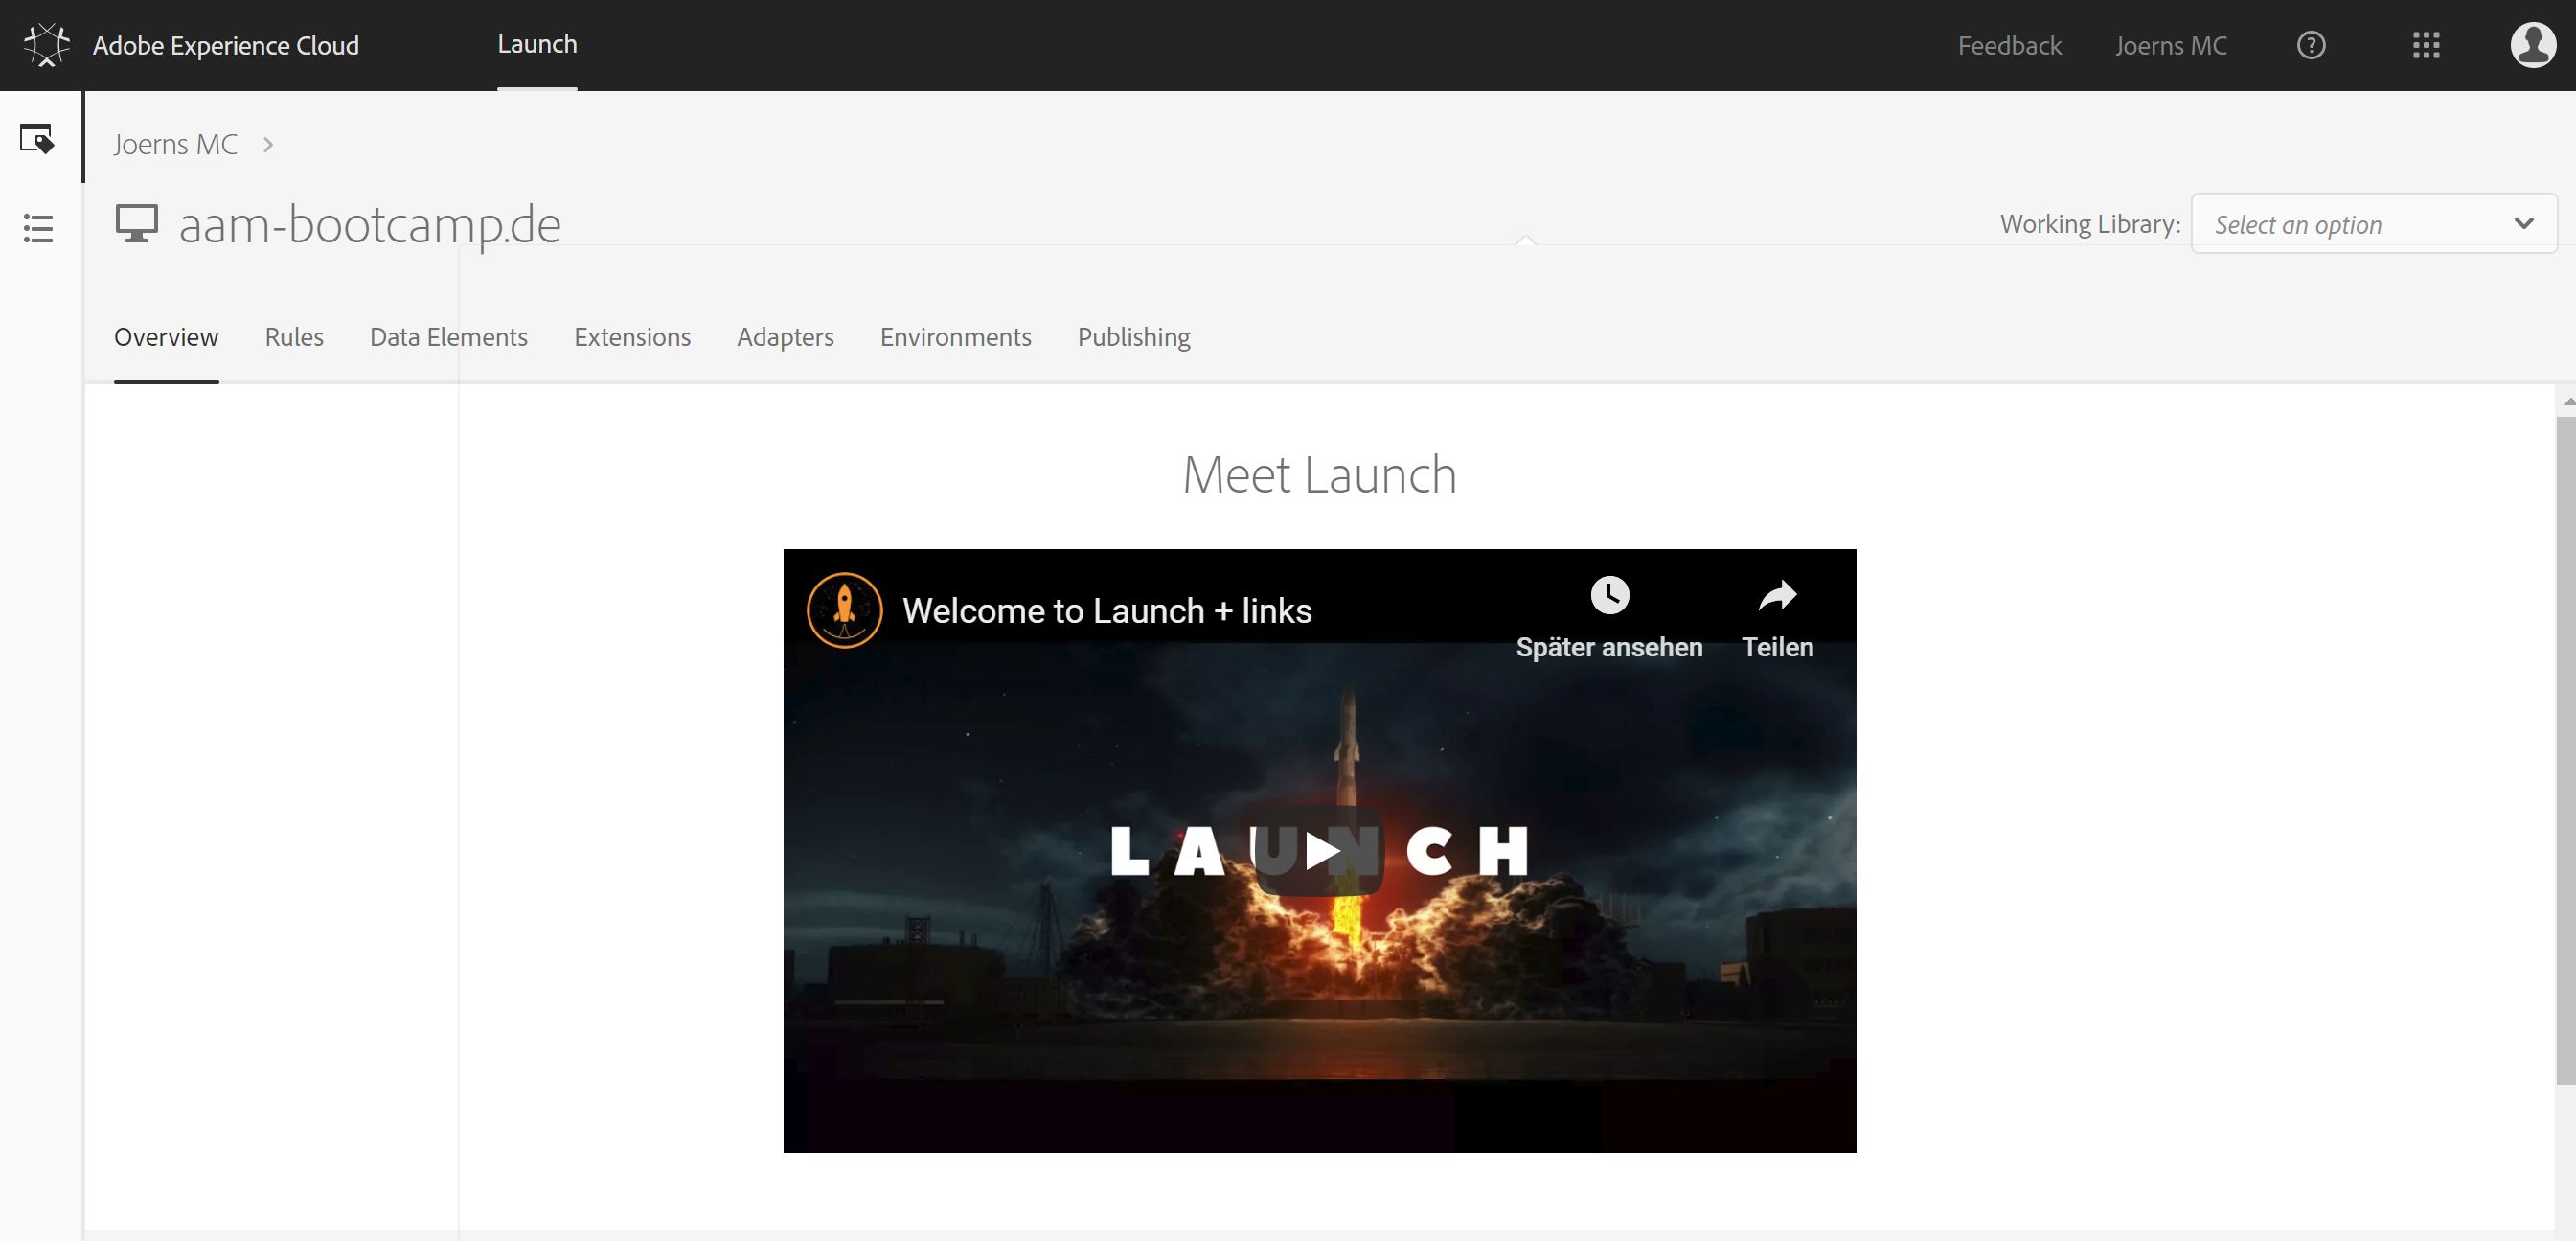 Adobe Experience Cloud Launch Feedback Joerns MC
Joerns MC
aam-bootcamp.de Working Library: Select an option
Overview Rules Data Elements Extensions Adapters Environments Publishing
Meet Launch
Welcome to Launch + links
Später ansehen Teilen
LAUNCH